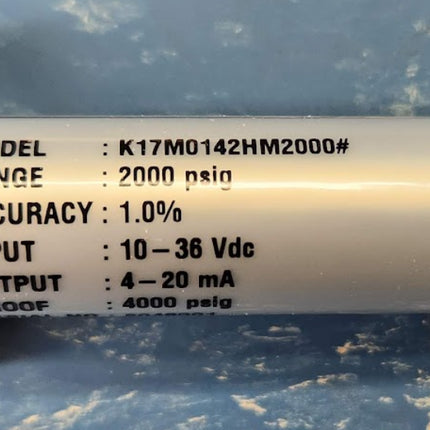 DEL : K17M0142HM2000#
NGE : 2000 psig
CURACY : 1.0%
PUT : 10–36 Vdc
TPUT : 4–20 mA
OOF : 4000 psig